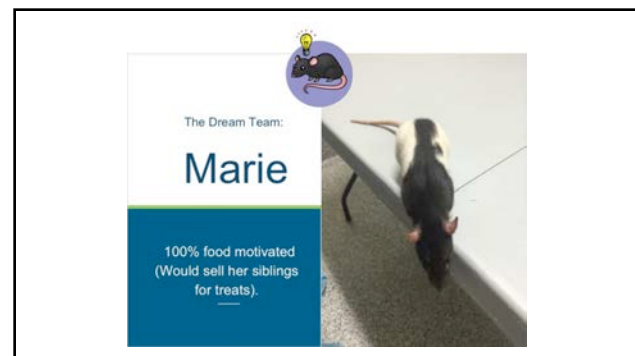 The Dream Team:
Marie
100% food motivated
(Would sell her siblings
for treats).